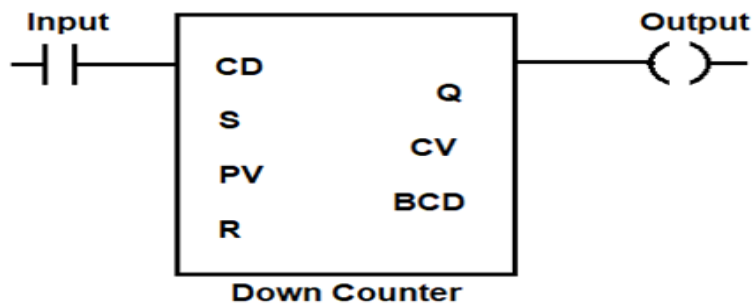 Input
Output
CD
Q
S
CV
PV
BCD
R
Down Counter